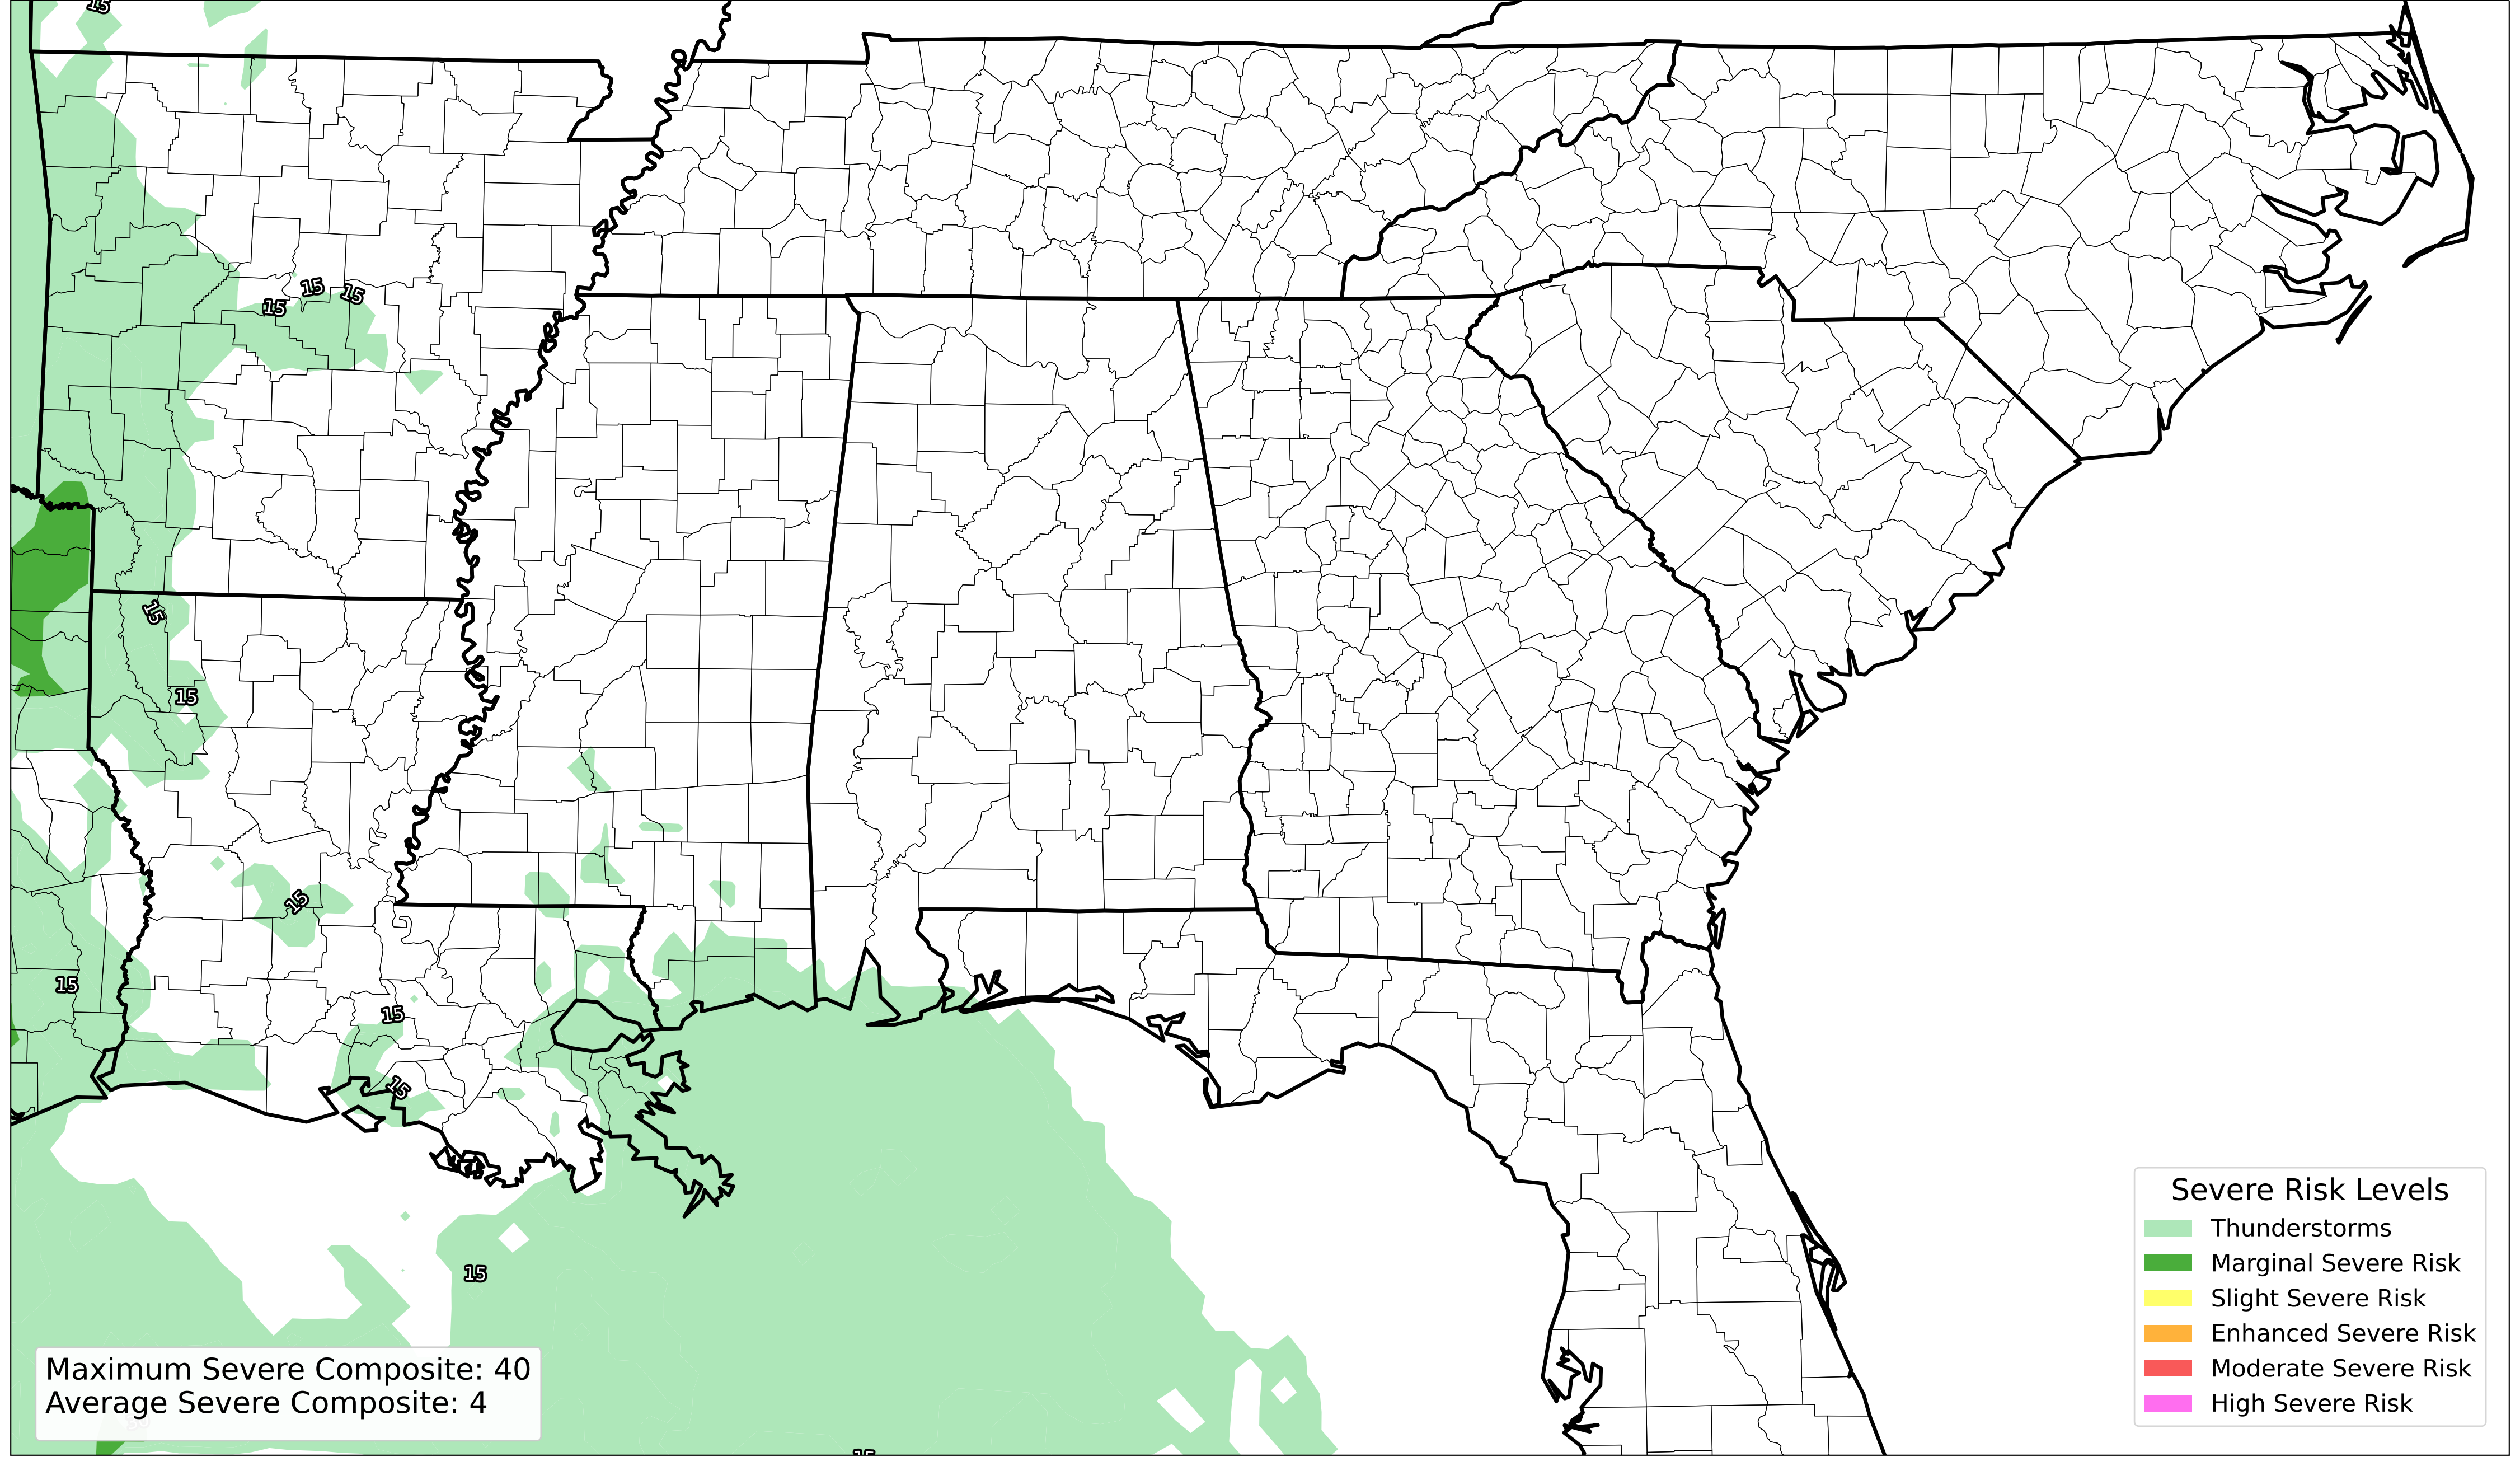 15
15
15
15
15
15
15
15
15
15
15
15
Maximum Severe Composite: 40
Average Severe Composite: 4
Severe Risk Levels
Thunderstorms
Marginal Severe Risk
Slight Severe Risk
Enhanced Severe Risk
Moderate Severe Risk
High Severe Risk